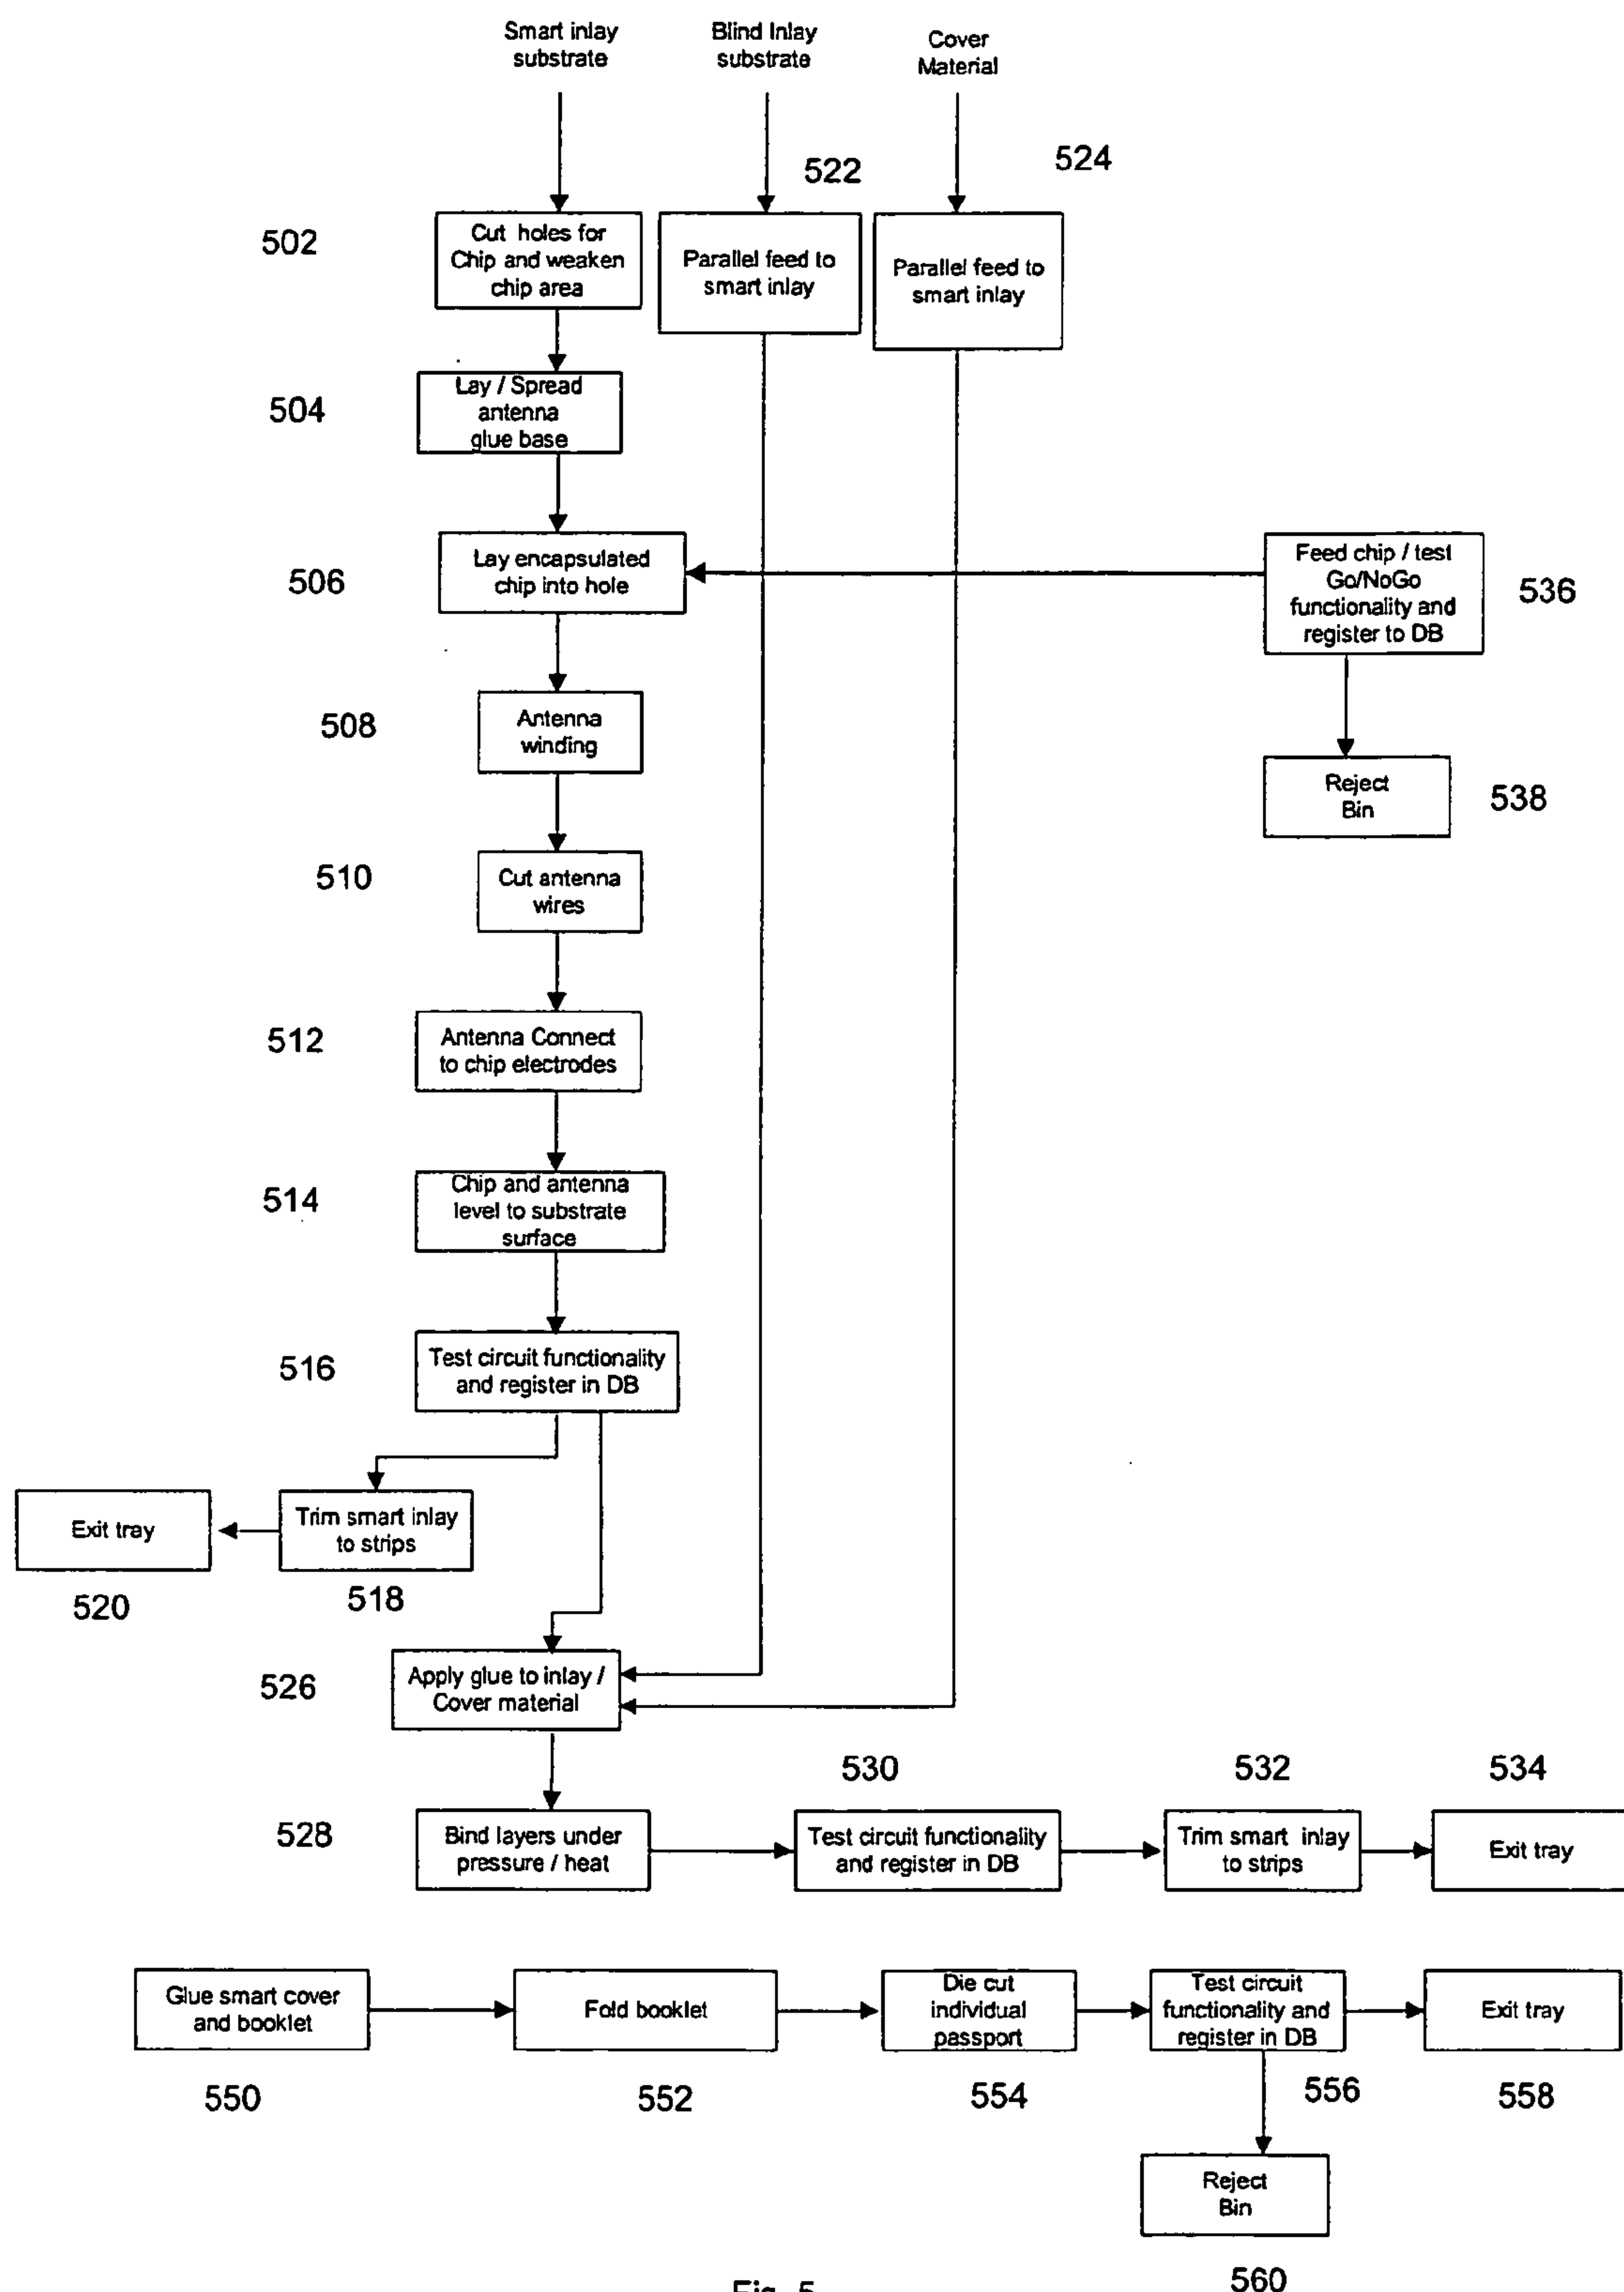 Smart inlay
substrate
Blind Inlay
substrate
Cover
Material
522
524
502
Cut holes for
Chip and weaken
chip area
Parallel feed to
smart inlay
Parallel feed to
smart inlay
504
Lay / Spread
antenna
glue base
506
Lay encapsulated
chip into hole
Feed chip / test
Go/NoGo
functionality and
register to DB
536
508
Antenna
winding
Reject
Bin
538
510
Cut antenna
wires
512
Antenna Connect
to chip electrodes
514
Chip and antenna
level to substrate
surface
516
Test circuit functionality
and register in DB
Exit tray
Trim smart inlay
to strips
520
518
526
Apply glue to inlay /
Cover material
530
532
534
528
Bind layers under
pressure / heat
Test circuit functionality
and register in DB
Trim smart inlay
to strips
Exit tray
Glue smart cover
and booklet
Fold booklet
Die cut
individual
passport
Test circuit
functionality and
register in DB
Exit tray
550
552
554
556
558
Reject
Bin
560
Fig. 5